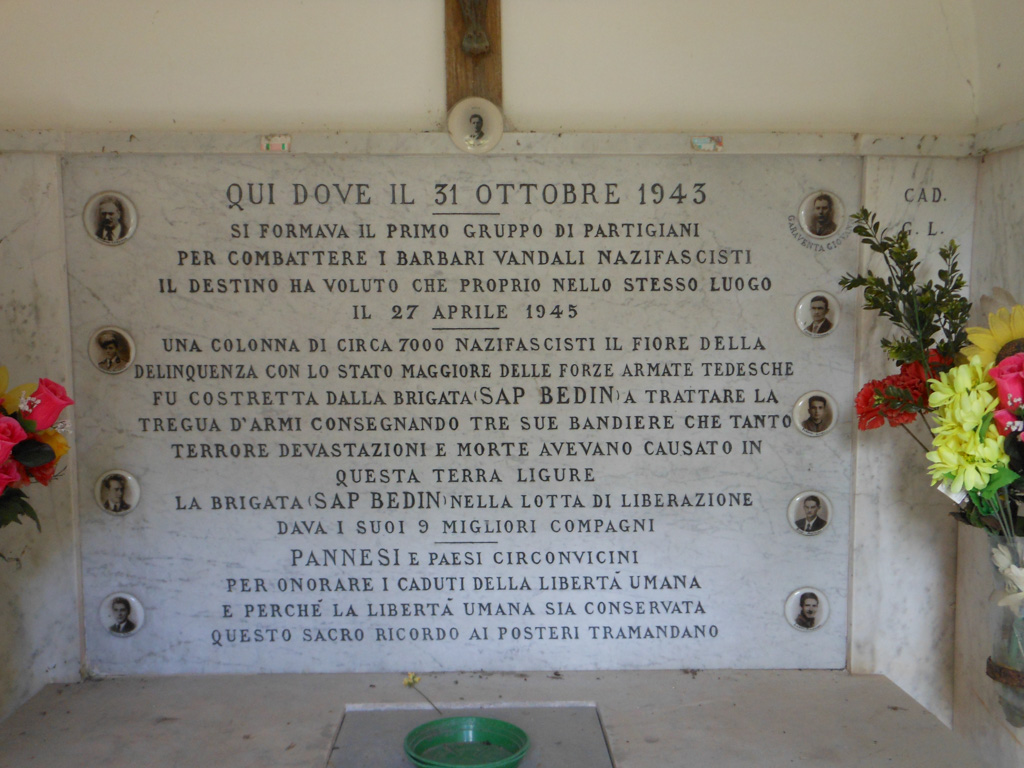 QUI DOVE IL 31 OTTOBRE 1943
SI FORMAVA IL PRIMO GRUPPO DI PARTIGIANI
PER COMBATTERE I BARBARI VANDALI NAZIFASCISTI
IL DESTINO HA VOLUTO CHE PROPRIO NELLO STESSO LUOGO
IL 27 APRILE 1945
UNA COLONNA DI CIRCA 7000 NAZIFASCISTI IL FIORE DELLA
DELINQUENZA CON LO STATO MAGGIORE DELLE FORZE ARMATE TEDESCHE
FU COSTRETTA DALLA BRIGATA (SAP BEDIN) A TRATTARE LA
TREGUA D'ARMI CONSEGNANDO TRE SUE BANDIERE CHE TANTO
TERRORE DEVASTAZIONI E MORTE AVEVANO CAUSATO IN
QUESTA TERRA LIGURE
LA BRIGATA (SAP BEDIN) NELLA LOTTA DI LIBERAZIONE
DAVA I SUOI 9 MIGLIORI COMPAGNI
PANNESI E PAESI CIRCONVICINI
PER ONORARE I CADUTI DELLA LIBERTÀ UMANA
E PERCHÉ LA LIBERTÀ UMANA SIA CONSERVATA
QUESTO SACRO RICORDO AI POSTERI TRAMANDANO
GARAVENTA
CAD.
G. L.